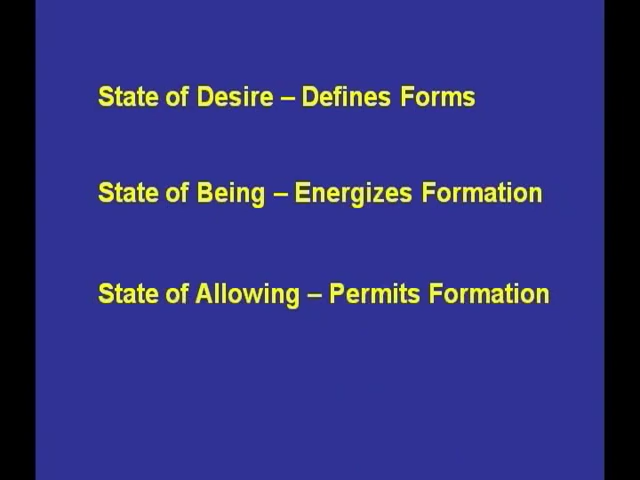 State of Desire – Defines Forms
State of Being – Energizes Formation
State of Allowing – Permits Formation